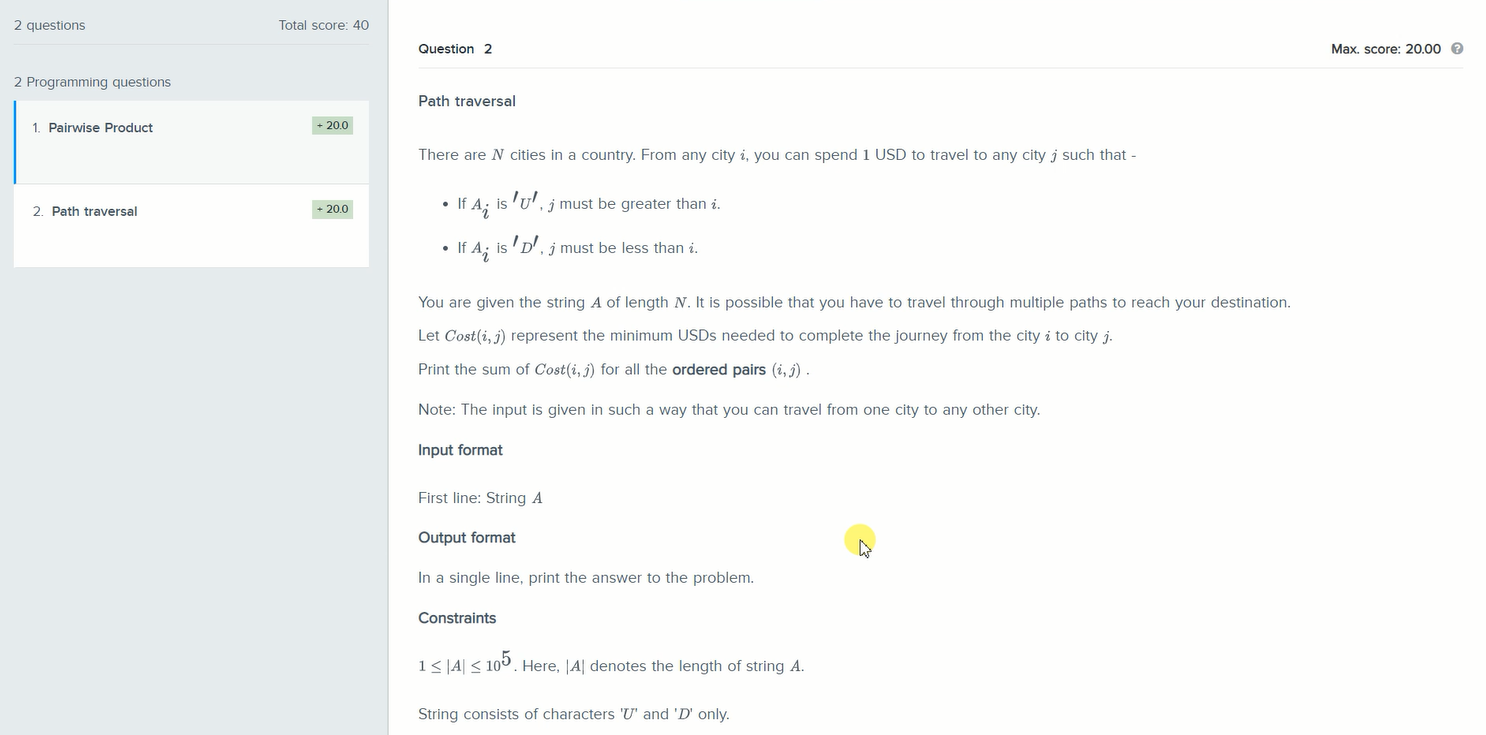 2 questions Total score: 40
2 Programming questions
1. Pairwise Product + 20.0
2. Path traversal + 20.0
Question 2 Max. score: 20.00 ?
Path traversal
There are N cities in a country. From any city i, you can spend 1 USD to travel to any city j such that -
• If A_i is 'U', j must be greater than i.
• If A_i is 'D', j must be less than i.
You are given the string A of length N. It is possible that you have to travel through multiple paths to reach your destination.
Let Cost(i, j) represent the minimum USDs needed to complete the journey from the city i to city j.
Print the sum of Cost(i, j) for all the ordered pairs (i, j) .
Note: The input is given in such a way that you can travel from one city to any other city.
Input format
First line: String A
Output format
In a single line, print the answer to the problem.
Constraints
1 ≤ |A| ≤ 10^5. Here, |A| denotes the length of string A.
String consists of characters 'U' and 'D' only.